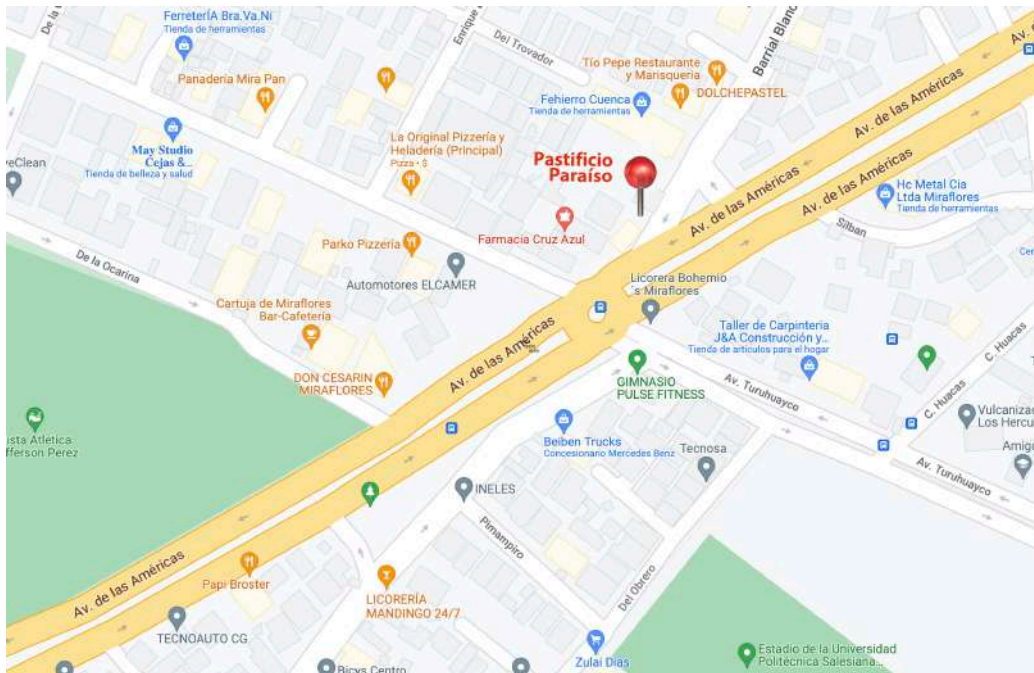 De la
FerreterÍA Bra.Va.Ni
Tienda de herramientas
Panadería Mira Pan
Enrique
Del Trovador
Tío Pepe Restaurante
y Marisquería
DOLCHEPASTEL
Barrial Blanc
Av.
Av. de las Américas
Fehierro Cuenca
Tienda de herramientas
May Studio
Cejas &...
Tienda de belleza y salud
La Original Pizzería y
Heladería (Principal)
Pizza • $
Pastificio
Paraíso
Av. de las Américas
Av. de las Américas
Hc Metal Cia
Ltda Miraflores
Tienda de herramientas
Silban
Farmacia Cruz Azul
Parko Pizzería
De la Ocarina
Automotores ELCAMER
Licorera Bohemio
´s Miraflores
Cartuja de Miraflores
Bar-Cafetería
Av. de las Américas
Taller de Carpinteria
J&A Construcción y...
Tienda de artículos para el hogar
DON CESARIN
MIRAFLORES
GIMNASIO
PULSE FITNESS
Av. Turuhuayco
C. Huacas
C. Huacas
Vulcaniza
Los Hercu
Beiben Trucks
Concesionario Mercedes Benz
Tecnosa
Amig
ista Atletica
fferson Perez
INELES
Av. Turuhuayco
Pimampiro
Del Obrero
Av. de las Américas
Papi Broster
LICORERÍA
MANDINGO 24/7
TECNOAUTO CG
Bicys Centro
Zulai Dias
Estadio de la Universidad
Politécnica Salesiana...